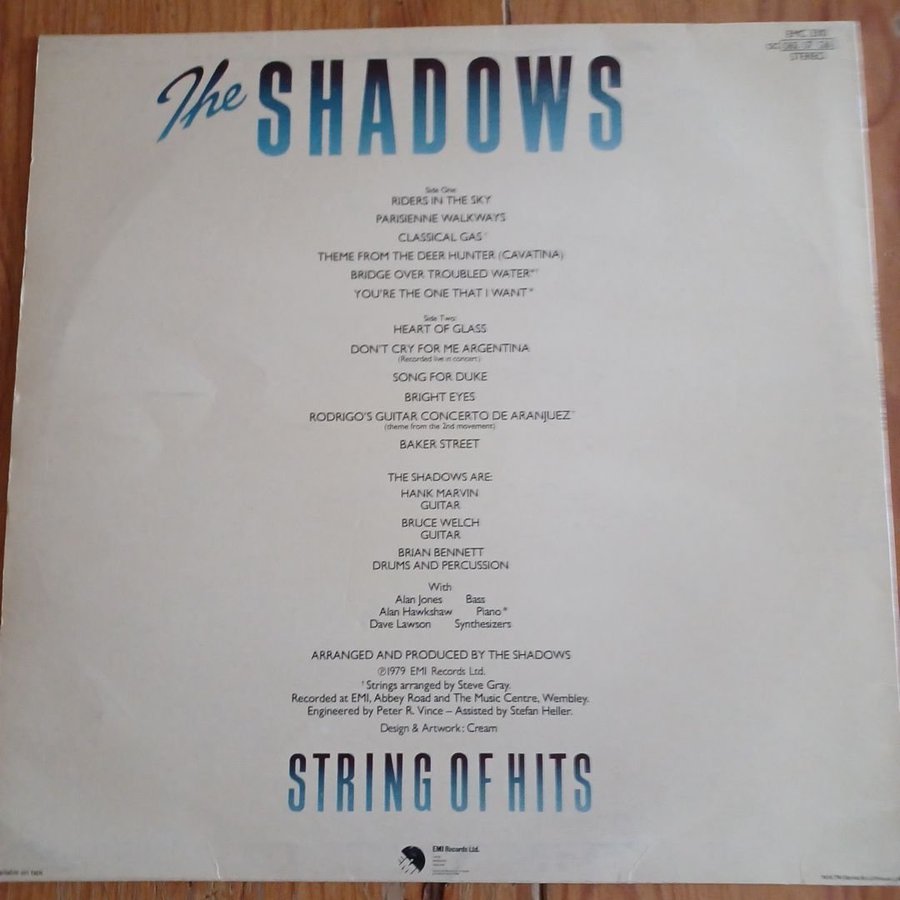 The SHADOWS
STEREO
Side One:
RIDERS IN THE SKY
PARISIENNE WALKWAYS
CLASSICAL GAS†
THEME FROM THE DEER HUNTER (CAVATINA)
BRIDGE OVER TROUBLED WATER*†
YOU'RE THE ONE THAT I WANT*
Side Two:
HEART OF GLASS
DON'T CRY FOR ME ARGENTINA
(Recorded live in concert)
SONG FOR DUKE
BRIGHT EYES
RODRIGO'S GUITAR CONCERTO DE ARANJUEZ†
(theme from the 2nd movement)
BAKER STREET
THE SHADOWS ARE:
HANK MARVIN
GUITAR
BRUCE WELCH
GUITAR
BRIAN BENNETT
DRUMS AND PERCUSSION
With
Alan Jones Bass
Alan Hawkshaw Piano*
Dave Lawson Synthesizers
ARRANGED AND PRODUCED BY THE SHADOWS
℗1979 EMI Records Ltd.
†Strings arranged by Steve Gray.
Recorded at EMI, Abbey Road and The Music Centre, Wembley.
Engineered by Peter R. Vince – Assisted by Stefan Heller.
Design & Artwork: Cream
STRING OF HITS
EMI Records Ltd.